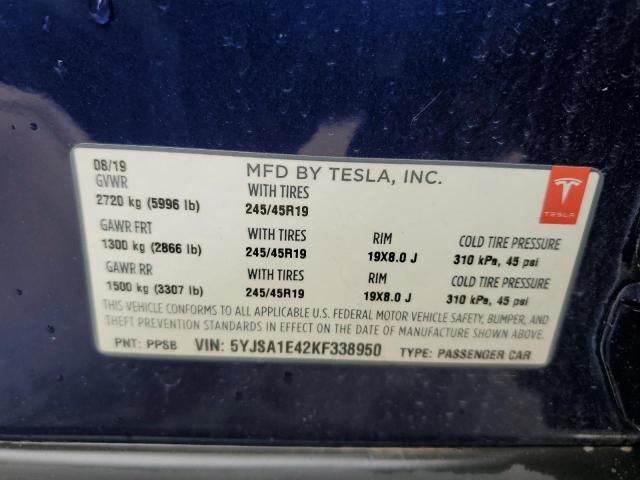 08/19 MFD BY TESLA, INC.
GVWR WITH TIRES
2720 kg (5996 lb) 245/45R19
TESLA
GAWR FRT WITH TIRES RIM COLD TIRE PRESSURE
1300 kg (2866 lb) 245/45R19 19X8.0 J 310 kPa, 45 psi
GAWR RR WITH TIRES RIM COLD TIRE PRESSURE
1500 kg (3307 lb) 245/45R19 19X8.0 J 310 kPa, 45 psi
THIS VEHICLE CONFORMS TO ALL APPLICABLE U.S. FEDERAL MOTOR VEHICLE SAFETY, BUMPER, AND
THEFT PREVENTION STANDARDS IN EFFECT ON THE DATE OF MANUFACTURE SHOWN ABOVE.
PNT: PPSB VIN: 5YJSA1E42KF338950 TYPE: PASSENGER CAR